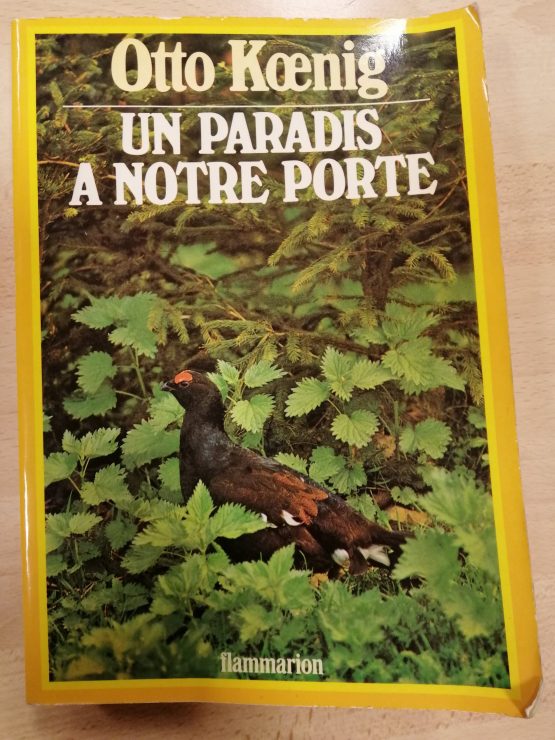 Otto Kœnig
UN PARADIS
A NOTRE PORTE
flammarion